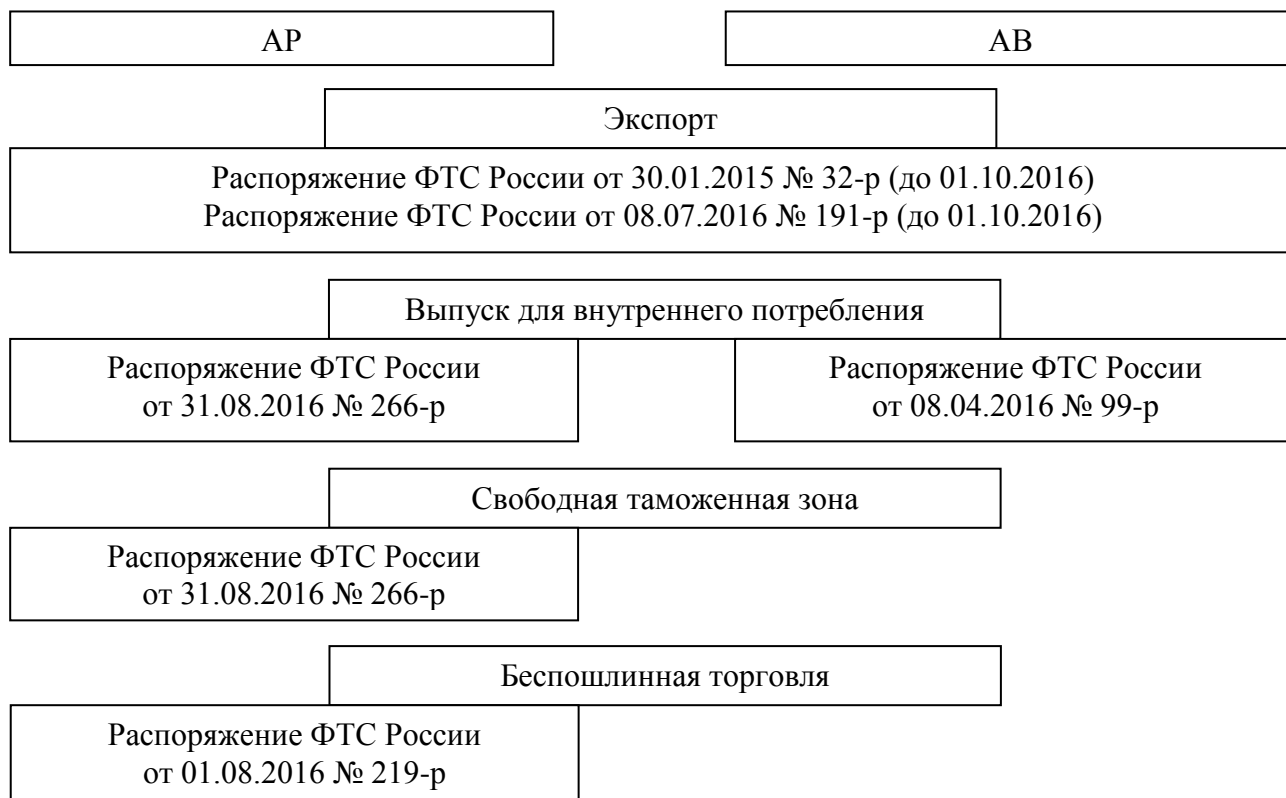 АР
АВ
Экспорт
Распоряжение ФТС России от 30.01.2015 № 32-р (до 01.10.2016)
Распоряжение ФТС России от 08.07.2016 № 191-р (до 01.10.2016)
Выпуск для внутреннего потребления
Распоряжение ФТС России
от 31.08.2016 № 266-р
Распоряжение ФТС России
от 08.04.2016 № 99-р
Свободная таможенная зона
Распоряжение ФТС России
от 31.08.2016 № 266-р
Беспошлинная торговля
Распоряжение ФТС России
от 01.08.2016 № 219-р